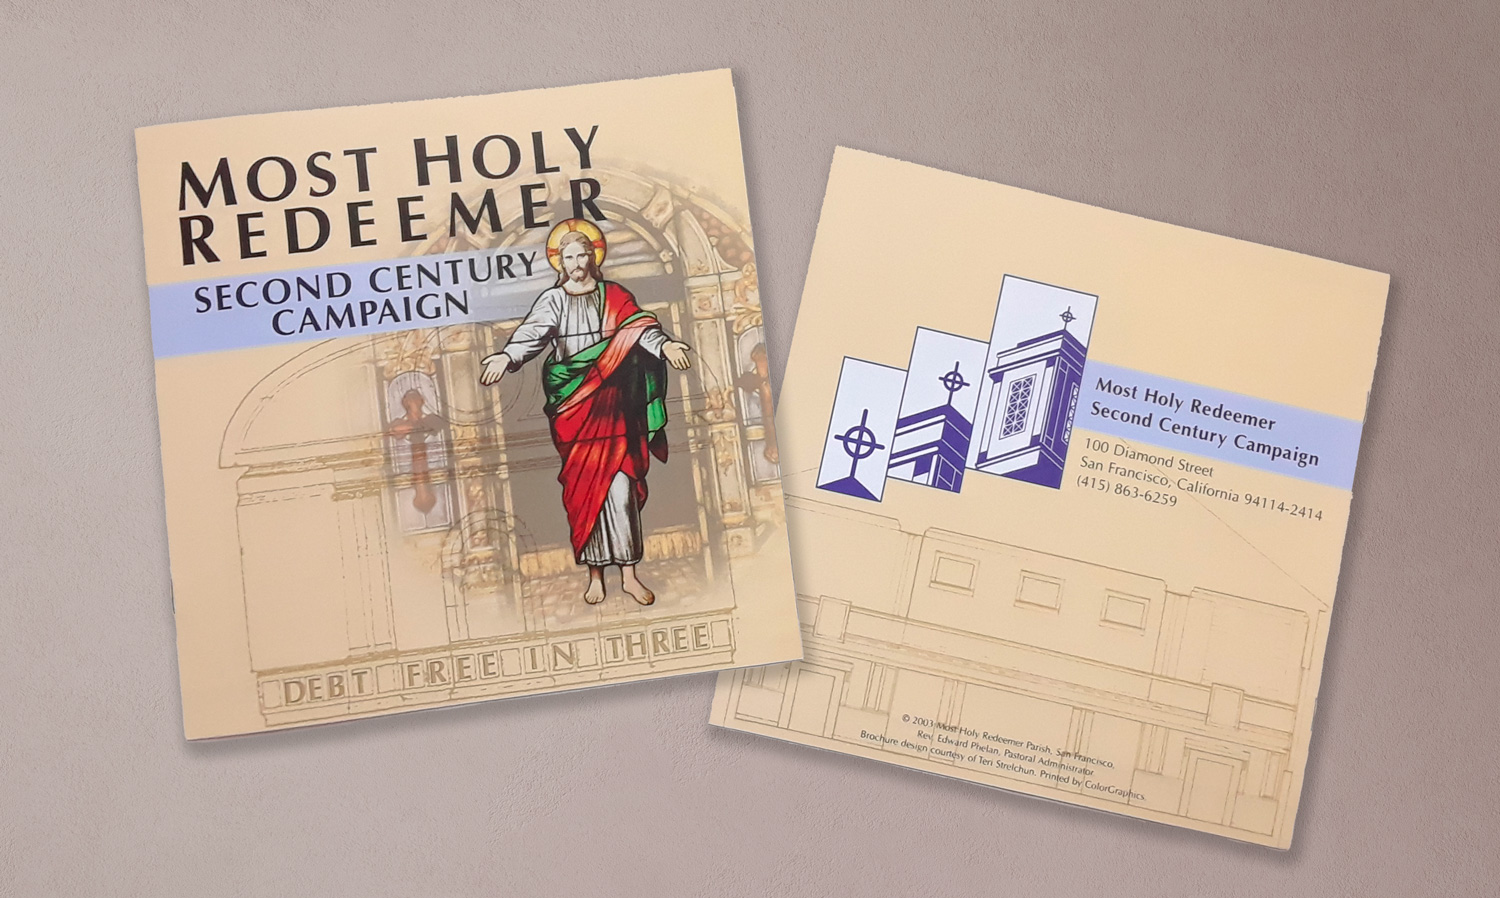 MOST HOLY
REDEEMER
SECOND CENTURY
CAMPAIGN
DEBT FREE IN THREE
Most Holy Redeemer
Second Century Campaign
100 Diamond Street
San Francisco, California 94114-2414
(415) 863-6259
© 2003 Most Holy Redeemer Parish, San Francisco,
Rev. Edward Phelan, Pastoral Administrator
Brochure design courtesy of Teri Strelchun. Printed by ColorGraphics.